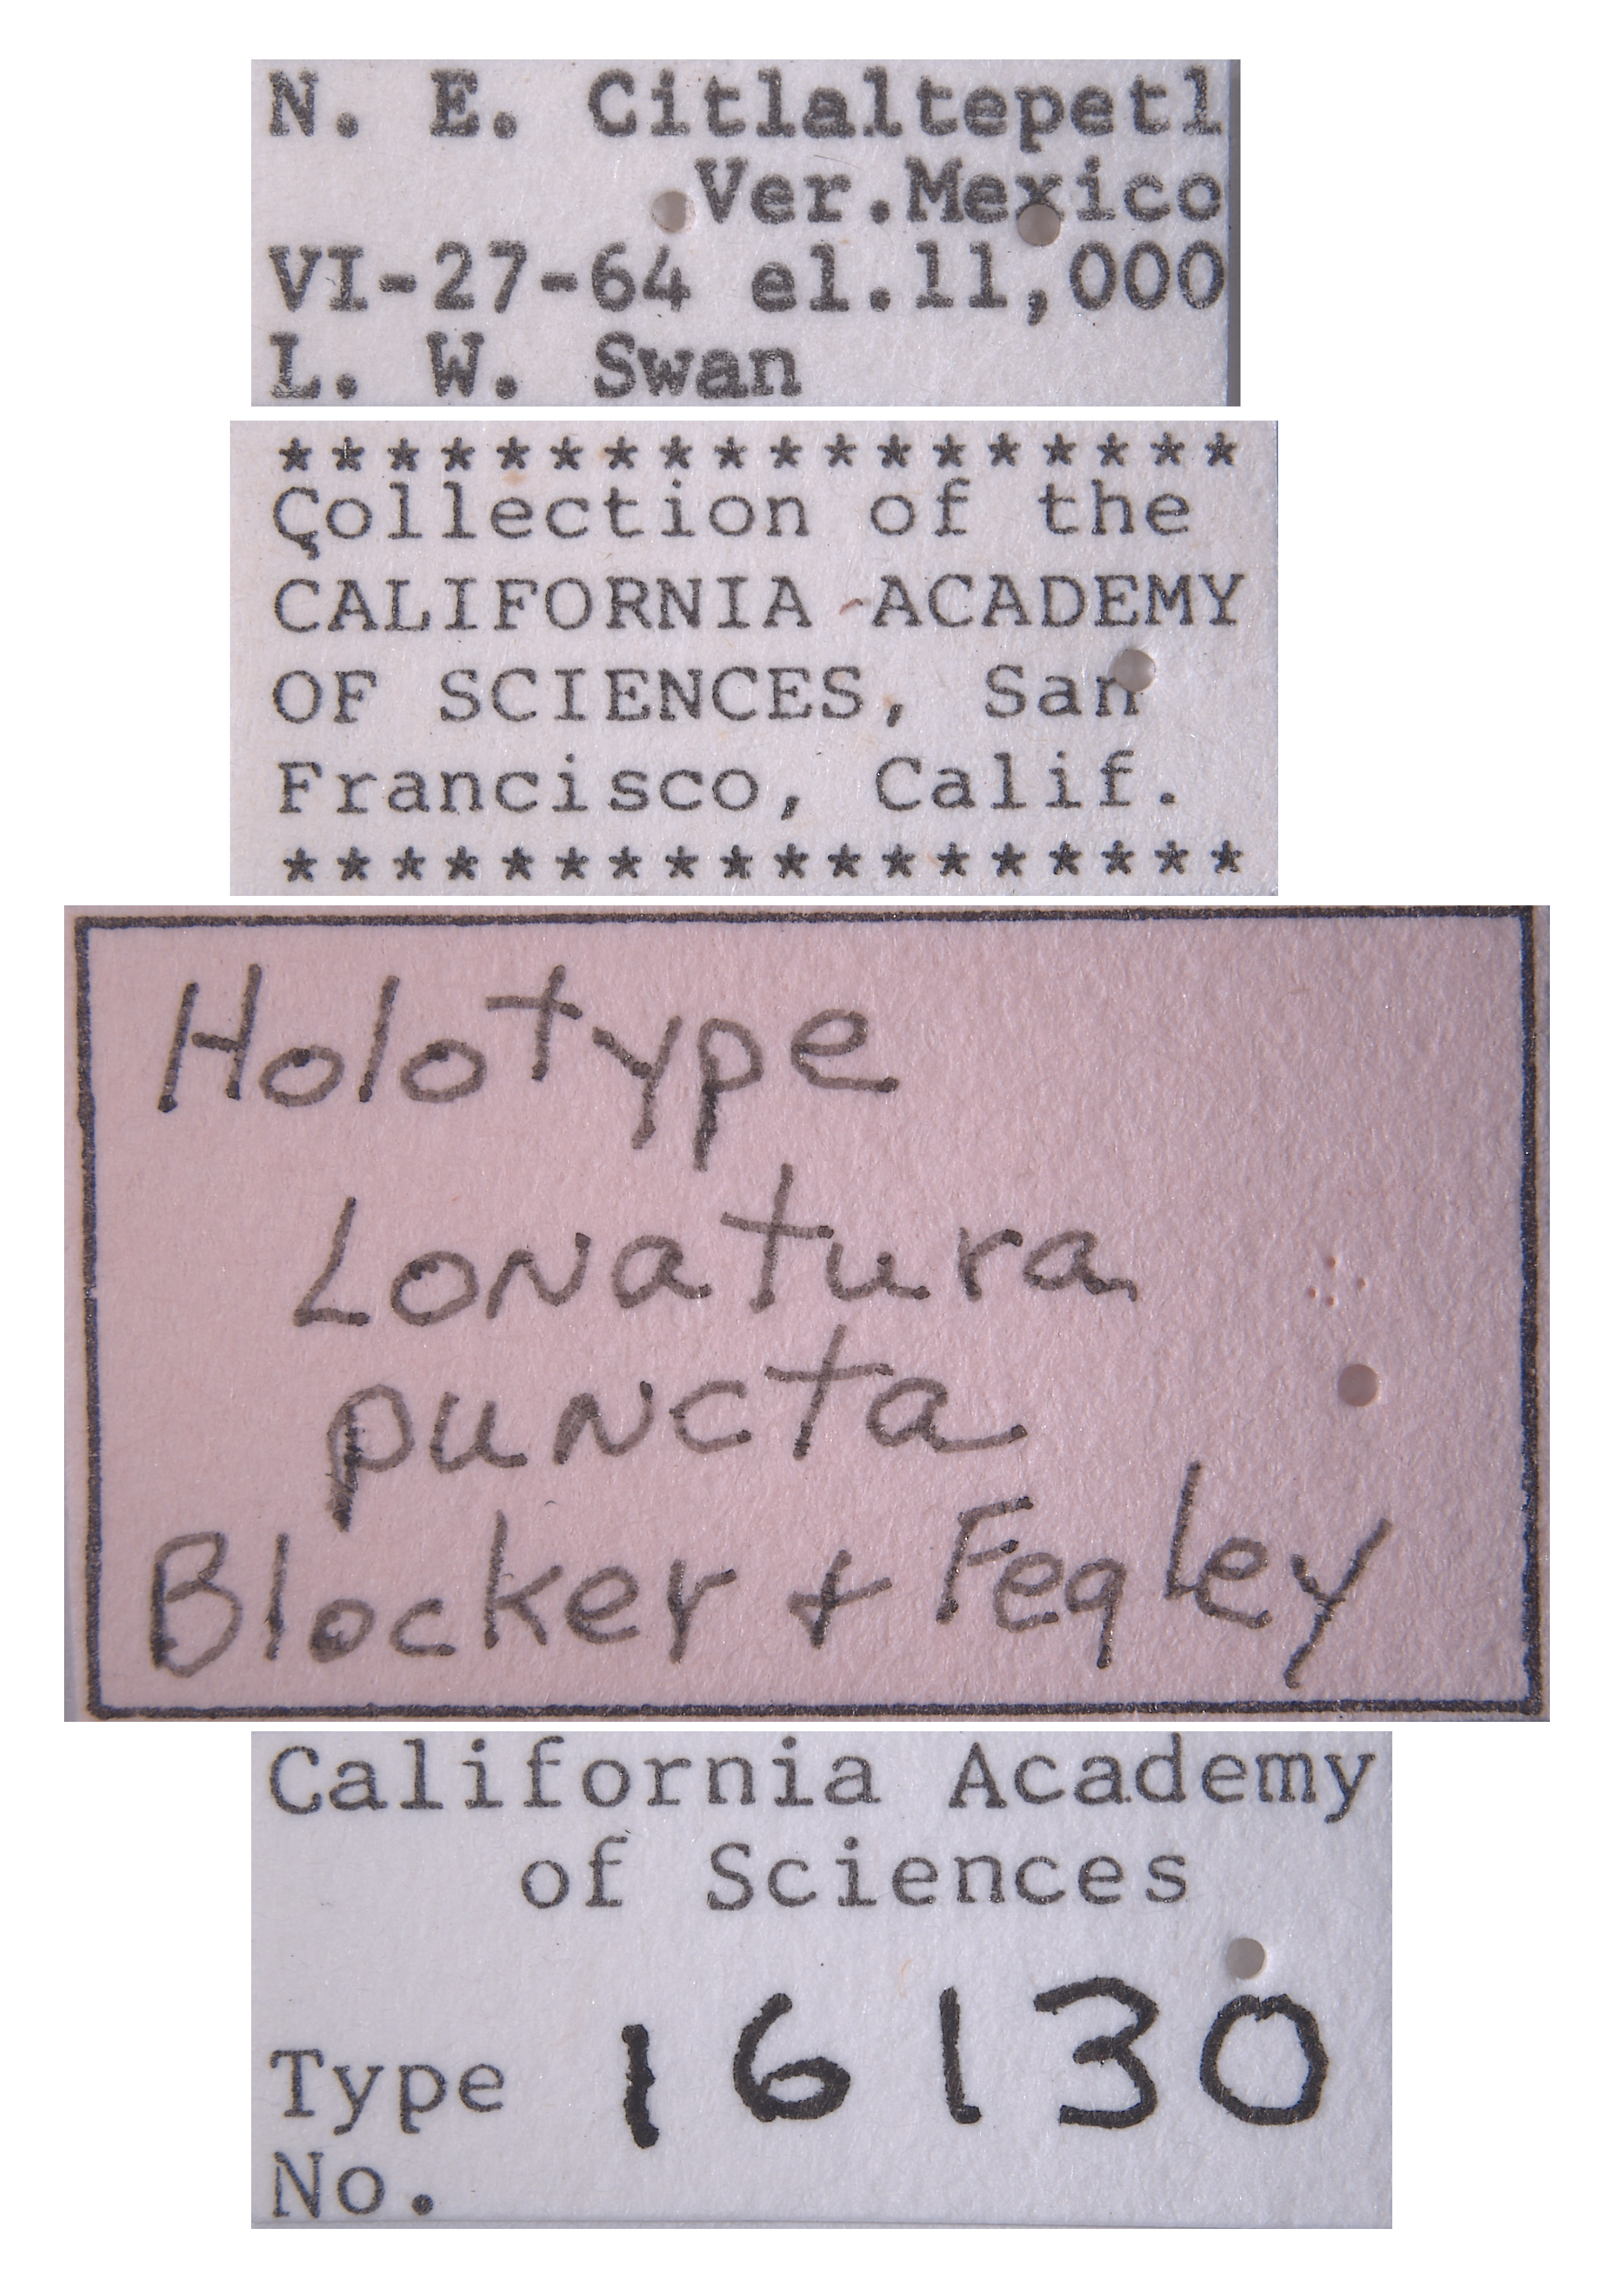 N. E. Citlaltepetl
Ver.Mexico
VI-27-64 el.11,000
L. W. Swan
******************
Collection of the
CALIFORNIA ACADEMY
OF SCIENCES, San
Francisco, Calif.
******************
Holotype
Lonatura
puncta
Blocker + Fegley
California Academy
of Sciences
Type 16130
No.